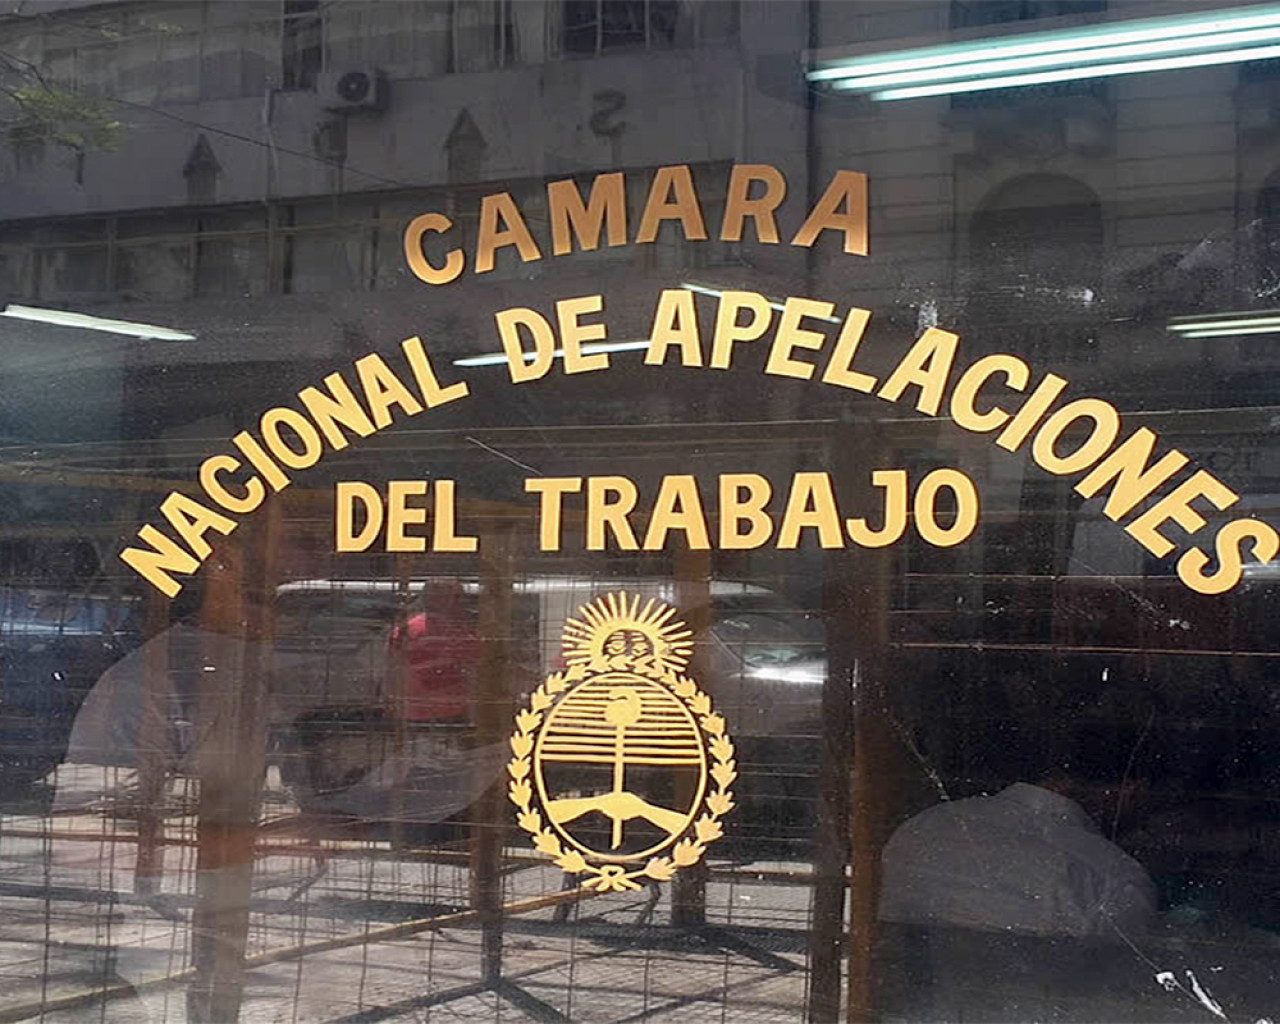 CAMARA
NACIONAL DE APELACIONES
DEL TRABAJO